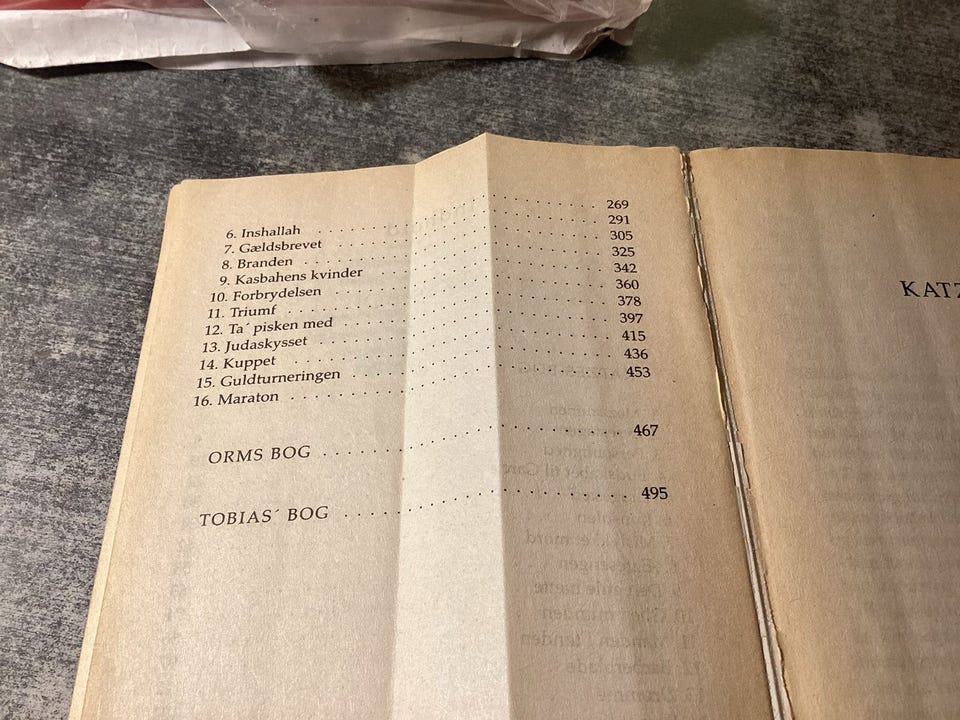 6. Inshallah . . . . . . . . . . . . . . . . . . . . 269
7. Gældsbrevet . . . . . . . . . . . . . . . . . . . . 291
8. Branden . . . . . . . . . . . . . . . . . . . . 305
9. Kasbahens kvinder . . . . . . . . . . . . . . . . . . . . 325
10. Forbrydelsen . . . . . . . . . . . . . . . . . . . . 342
11. Triumf . . . . . . . . . . . . . . . . . . . . 360
12. Ta´ pisken med . . . . . . . . . . . . . . . . . . . . 378
13. Judaskysset . . . . . . . . . . . . . . . . . . . . 397
14. Kuppet . . . . . . . . . . . . . . . . . . . . 415
15. Guldturneringen . . . . . . . . . . . . . . . . . . . . 436
16. Maraton . . . . . . . . . . . . . . . . . . . . 453
ORMS BOG . . . . . . . . . . . . . . . . . . . . 467
TOBIAS´ BOG . . . . . . . . . . . . . . . . . . . . 495
KATZ